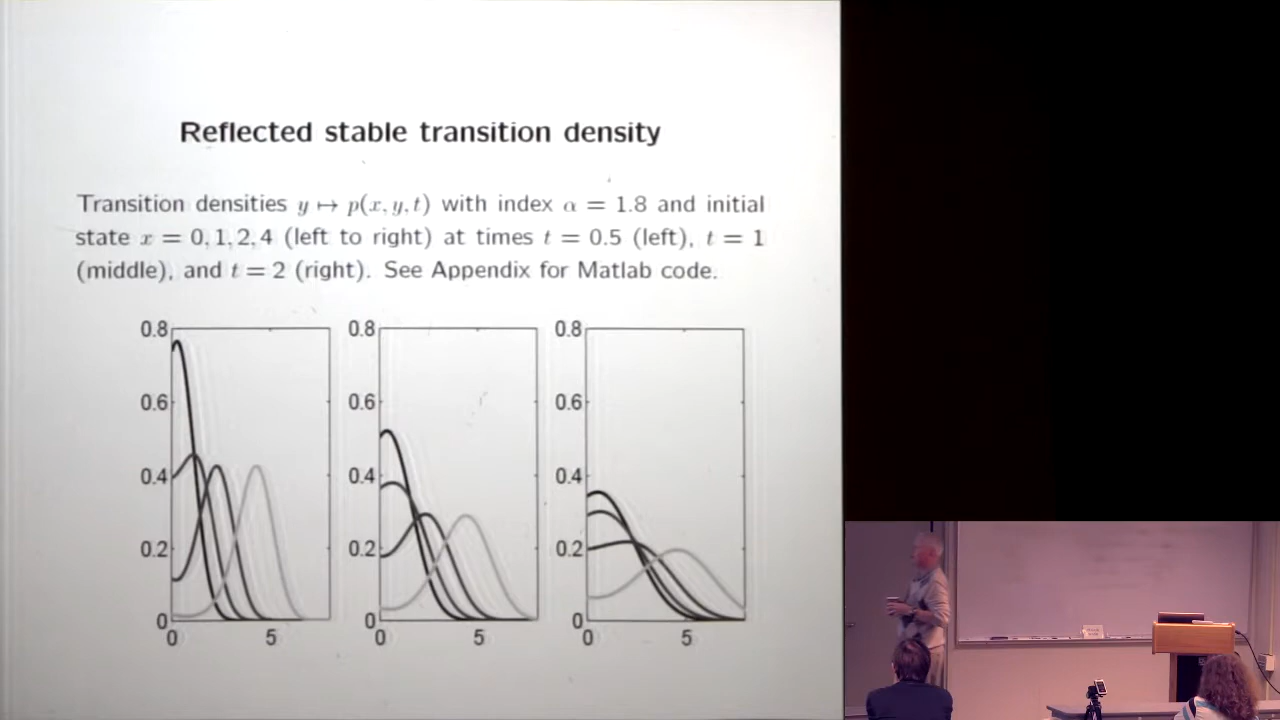 Reflected stable transition density
Transition densities y ↦ p(x, y, t) with index α = 1.8 and initial
state x = 0, 1, 2, 4 (left to right) at times t = 0.5 (left), t = 1
(middle), and t = 2 (right). See Appendix for Matlab code.
0.8 0.8 0.8
0.6 0.6 0.6
0.4 0.4 0.4
0.2 0.2 0.2
0 0 0
0 5 0 5 0 5